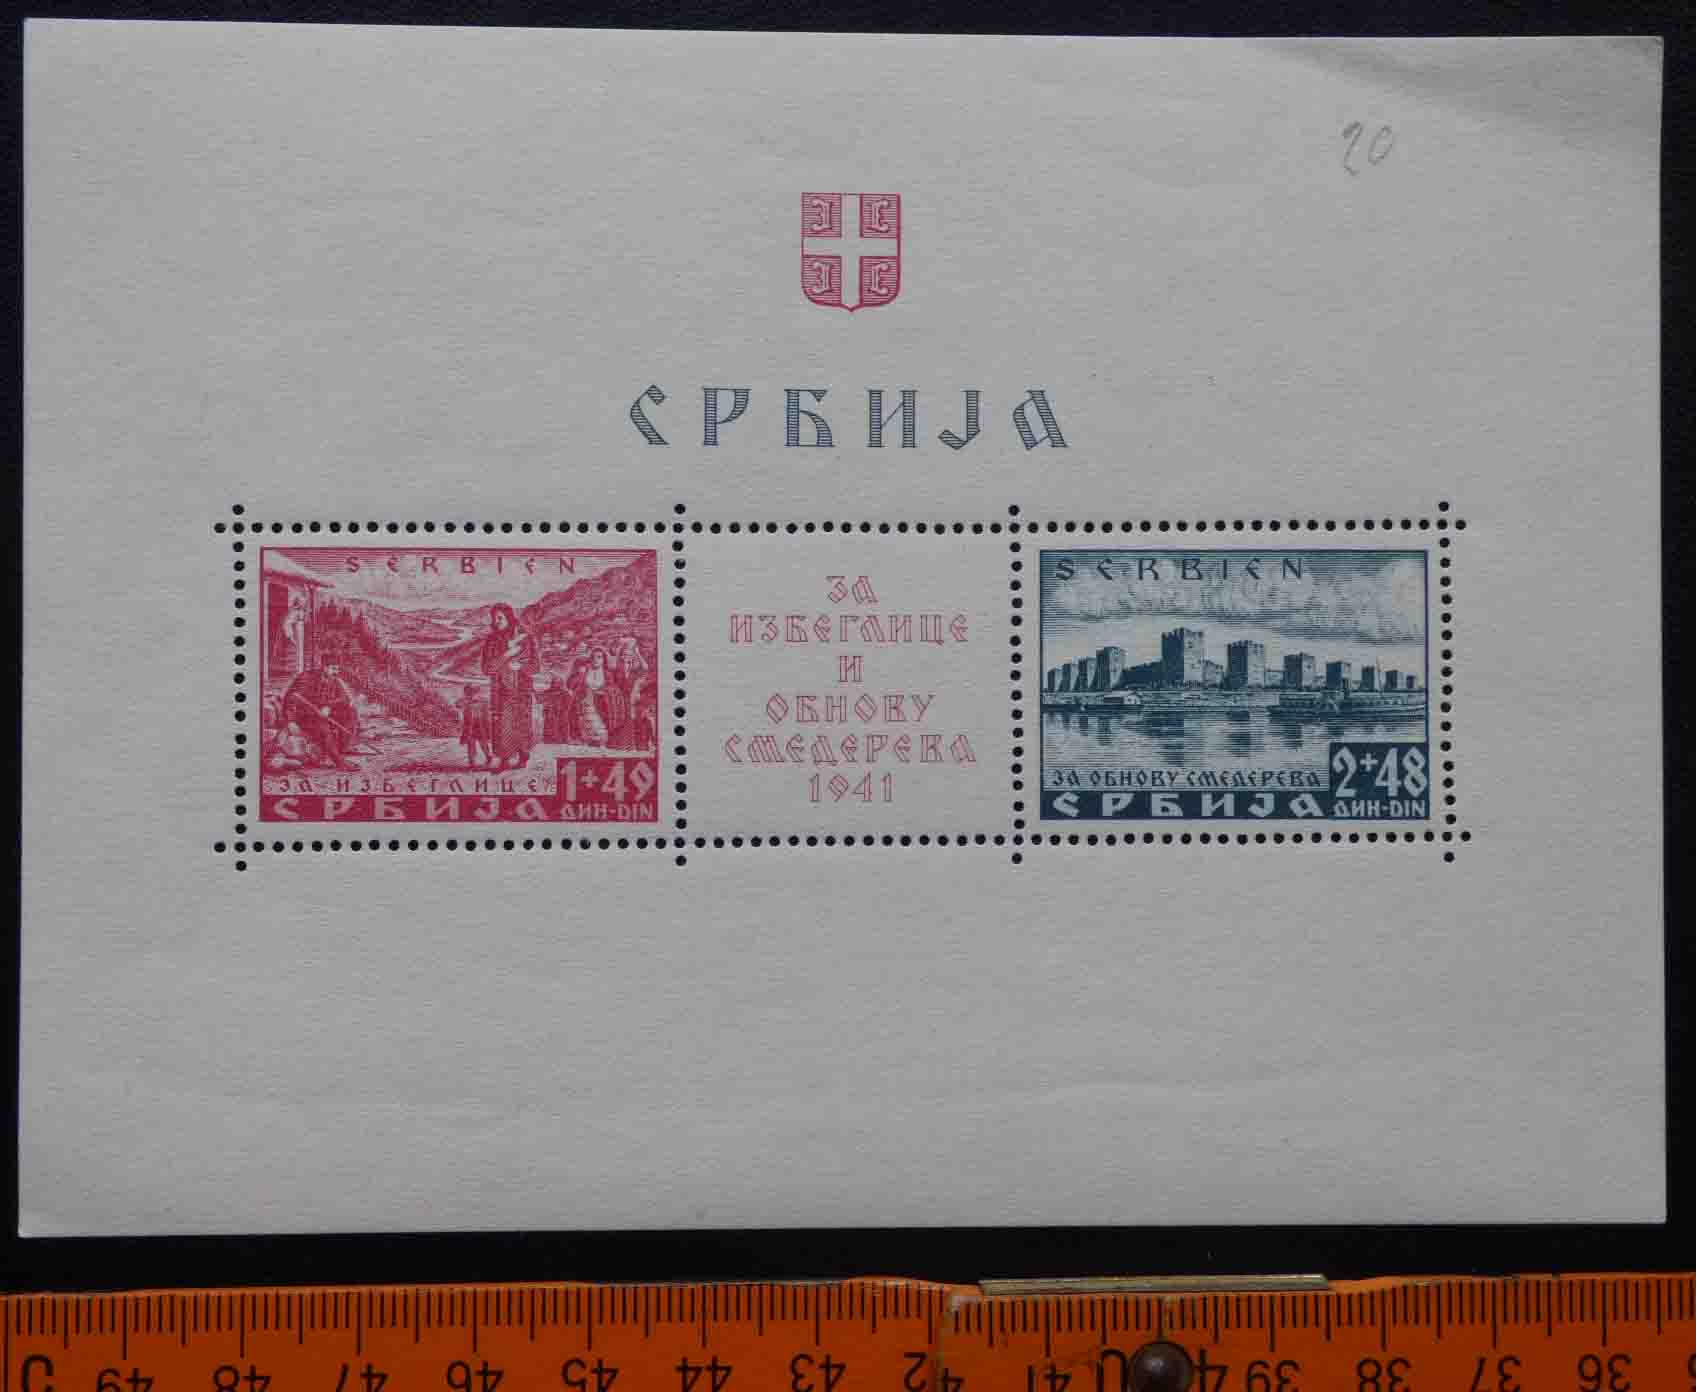 20
СРБИЈА
SERBIEN
ЗА ИЗБЕГЛИЦЕ
1+49
СРБИЈА ДИН-DIN
ЗА
ИЗБЕГЛИЦЕ
И
ОБНОВУ
СМЕДЕРЕВА
1941
SERBIEN
ЗА ОБНОВУ СМЕДЕРЕВА
2+48
СРБИЈА ДИН-DIN
49 48 47 46 45 44 43 42 41 39 38 37 36